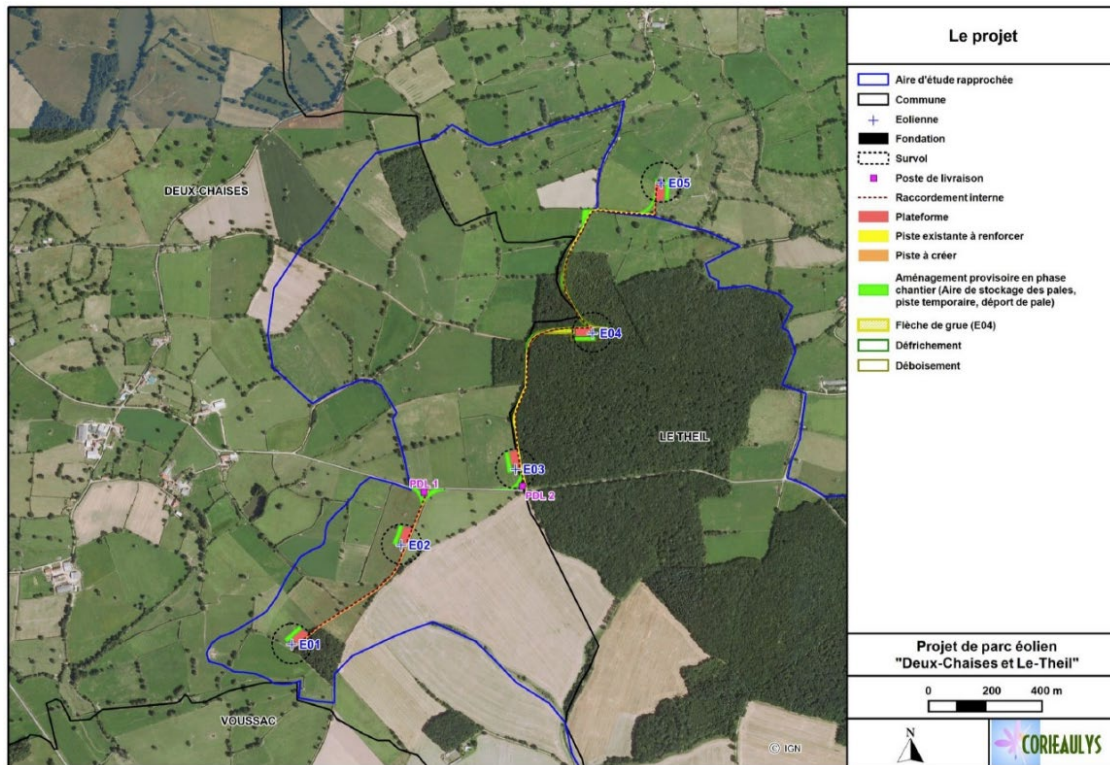 DEUX-CHAISES
E05
E04
LE THEIL
E03
PDL 1
PDL 2
E02
E01
VOUSSAC
© IGN
Le projet
Aire d'étude rapprochée
Commune
Eolienne
Fondation
Survol
Poste de livraison
Raccordement interne
Plateforme
Piste existante à renforcer
Piste à créer
Aménagement provisoire en phase
chantier (Aire de stockage des pales,
piste temporaire, déport de pale)
Flèche de grue (E04)
Défrichement
Déboisement
Projet de parc éolien
"Deux-Chaises et Le-Theil"
0 200 400 m
N
CORIEAULYS